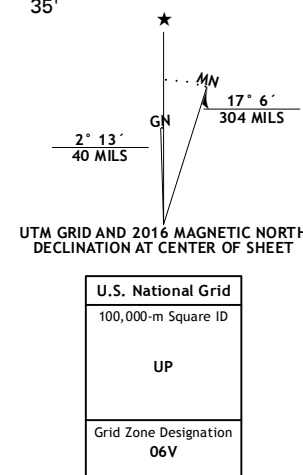 35'
★
MN
GN
17° 6´
304 MILS
2° 13´
40 MILS
UTM GRID AND 2016 MAGNETIC NORTH
DECLINATION AT CENTER OF SHEET
U.S. National Grid
100,000-m Square ID
UP
Grid Zone Designation
06V